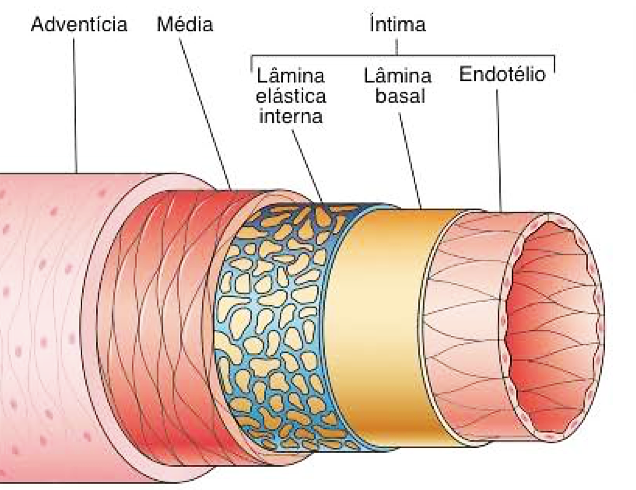 Adventícia
Média
Íntima
Lâmina
elástica
interna
Lâmina
basal
Endotélio